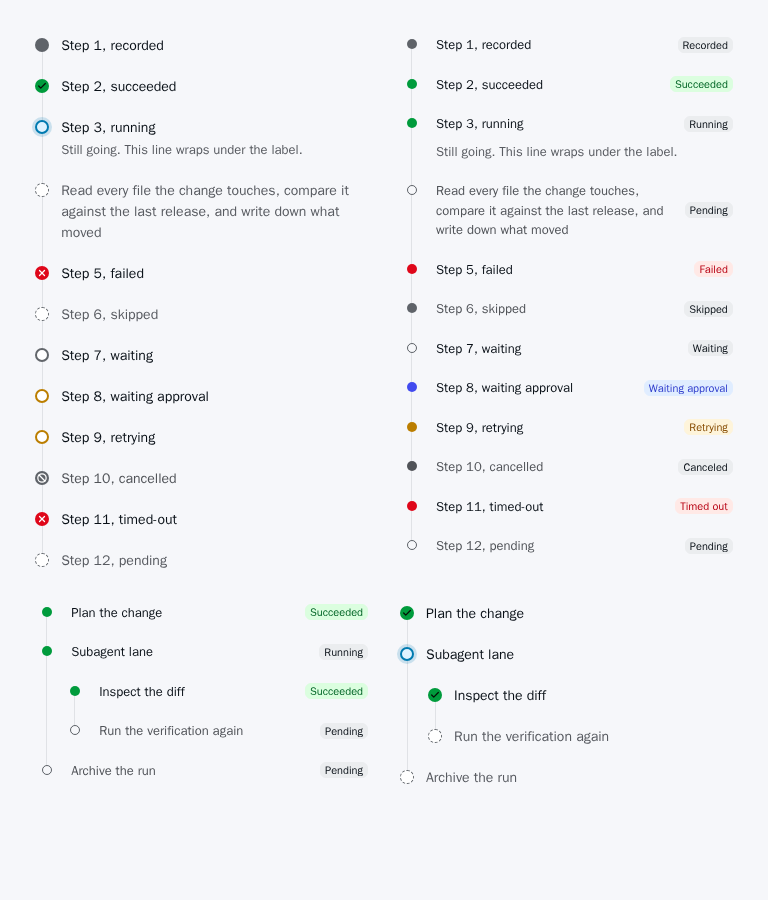 Step 1, recorded
Step 2, succeeded
Step 3, running
Still going. This line wraps under the label.
Read every file the change touches, compare it
against the last release, and write down what
moved
Step 5, failed
Step 6, skipped
Step 7, waiting
Step 8, waiting approval
Step 9, retrying
Step 10, cancelled
Step 11, timed-out
Step 12, pending
Step 1, recorded Recorded
Step 2, succeeded Succeeded
Step 3, running Running
Still going. This line wraps under the label.
Read every file the change touches,
compare it against the last release, and Pending
write down what moved
Step 5, failed Failed
Step 6, skipped Skipped
Step 7, waiting Waiting
Step 8, waiting approval Waiting approval
Step 9, retrying Retrying
Step 10, cancelled Canceled
Step 11, timed-out Timed out
Step 12, pending Pending
Plan the change Succeeded
Subagent lane Running
Inspect the diff Succeeded
Run the verification again Pending
Archive the run Pending
Plan the change
Subagent lane
Inspect the diff
Run the verification again
Archive the run